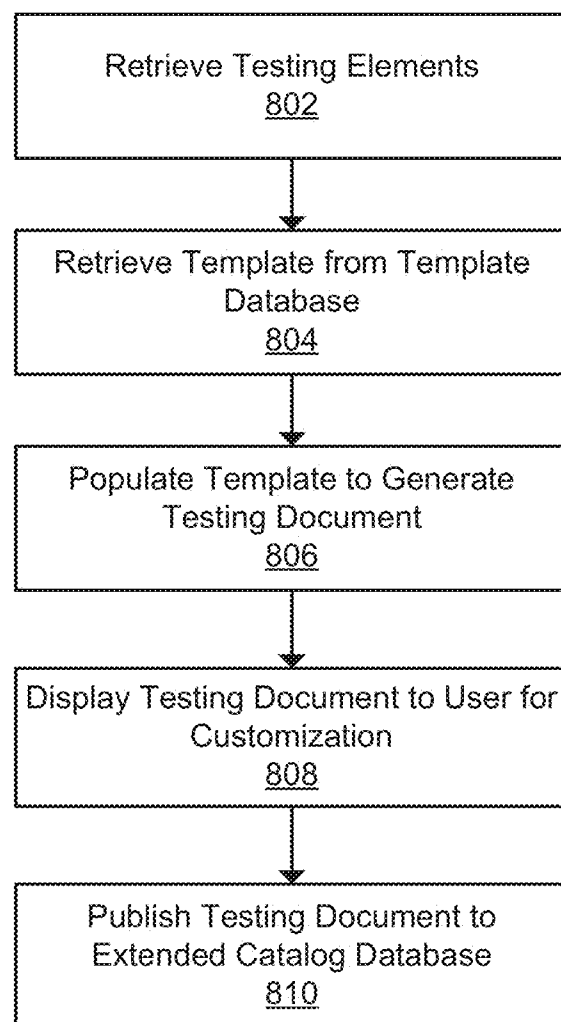 Retrieve Testing Elements
802
Retrieve Template from Template
Database
804
Populate Template to Generate
Testing Document
806
Display Testing Document to User for
Customization
808
Publish Testing Document to
Extended Catalog Database
810